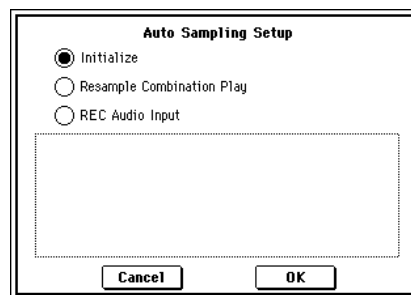 Auto Sampling Setup
Initialize
Resample Combination Play
REC Audio Input
Cancel OK